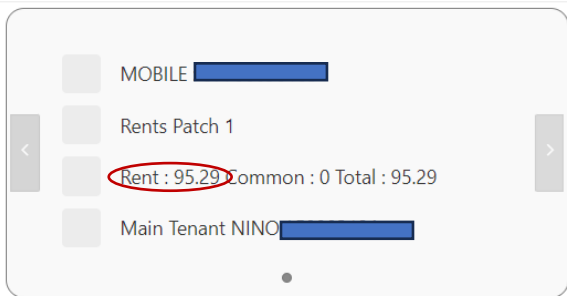 MOBILE
Rents Patch 1
Rent : 95.29 Common : 0 Total : 95.29
Main Tenant NINO